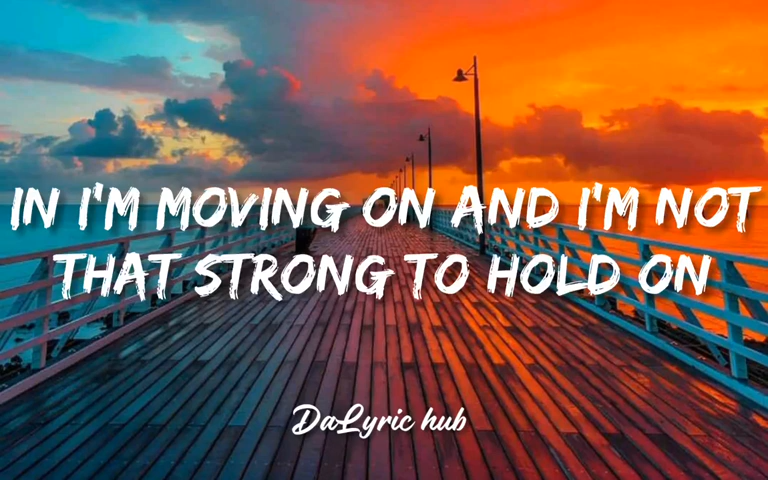 IN I'M MOVING ON AND I'M NOT
THAT STRONG TO HOLD ON
DaLyric hub